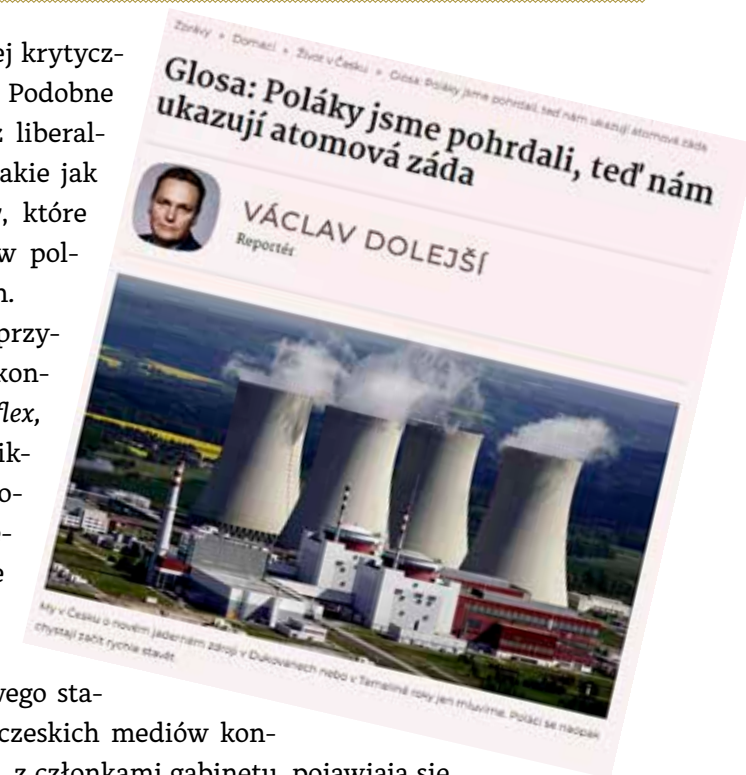 ej krytycz-
Podobne
z liberal-
akie jak
, które
w pol-
n.
przy-
kon-
flex,
ik-
o-
-
e
wego sta-
czeskich mediów kon-
z członkami gabinetu, pojawiają się
Zprávy » Domácí » Život v Česku » Glosa: Poláky jsme pohrdali, teď nám ukazují atomová záda
Glosa: Poláky jsme pohrdali, teď nám
ukazují atomová záda
VÁCLAV DOLEJŠÍ
Reportér
My v Česku o novém jaderném zdroji v Dukovanech nebo v Temelíně roky jen mluvíme. Poláci se naopak
chystají začít rychle stavět.